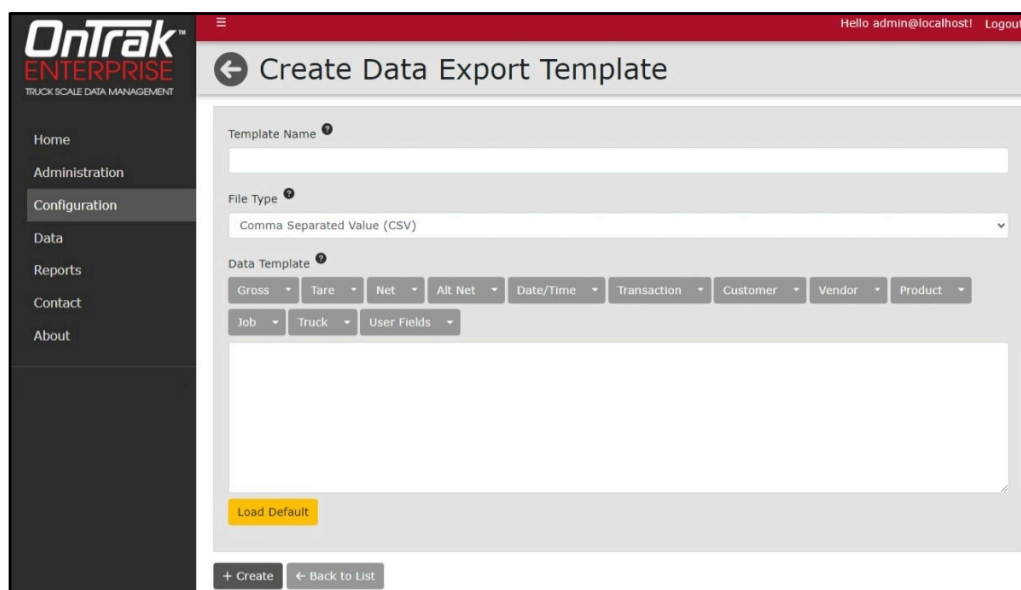 OnTrak™
ENTERPRISE
TRUCK SCALE DATA MANAGEMENT
Home
Administration
Configuration
Data
Reports
Contact
About
Hello admin@localhost! Logout
Create Data Export Template
Template Name
File Type
Comma Separated Value (CSV)
Data Template
Gross Tare Net Alt Net Date/Time Transaction Customer Vendor Product
Job Truck User Fields
Load Default
+ Create ← Back to List